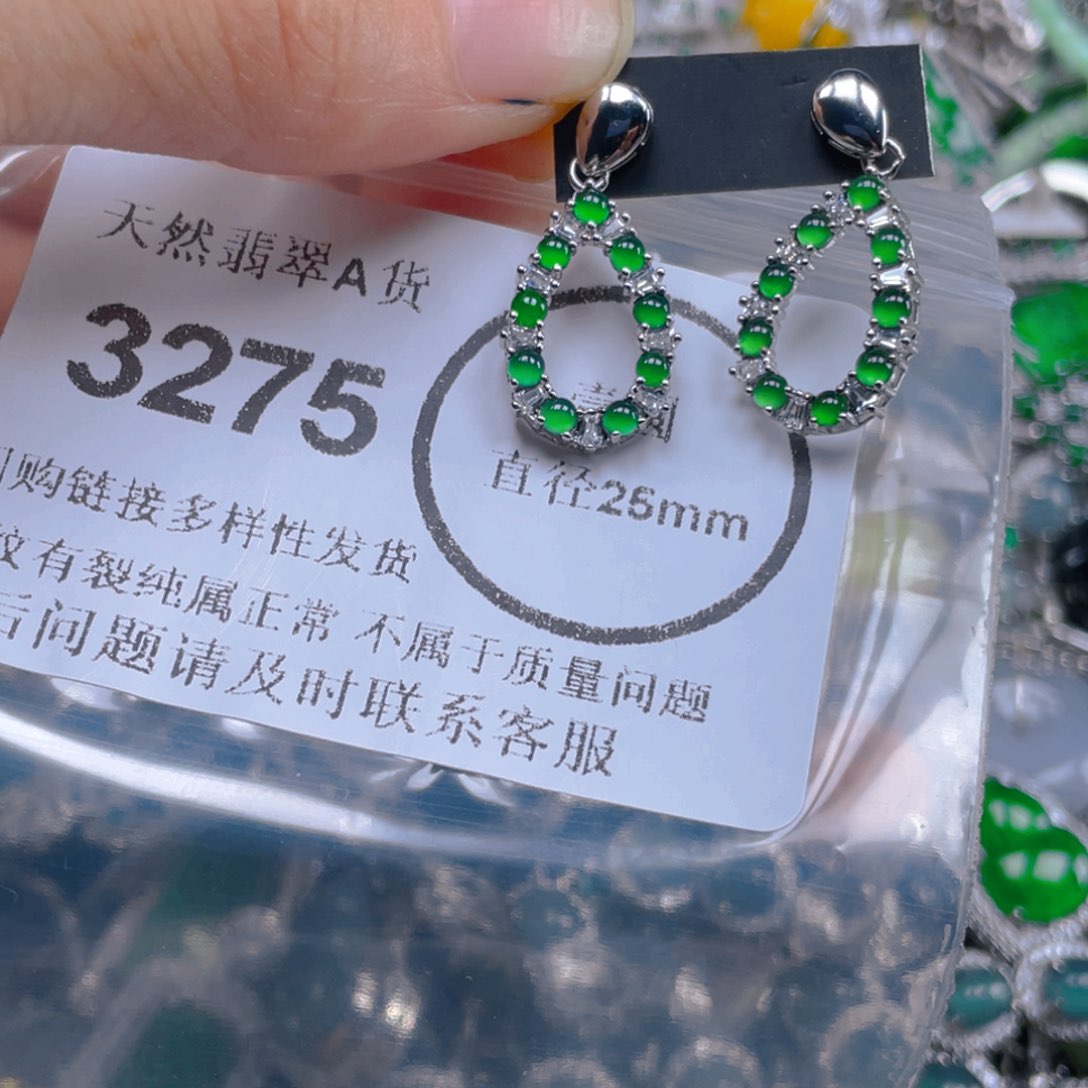 天然翡翠A货
3275
购链接多样性发货
纹有裂纯属正常 不属于质量问题
后问题请及时联系客服
直径25mm